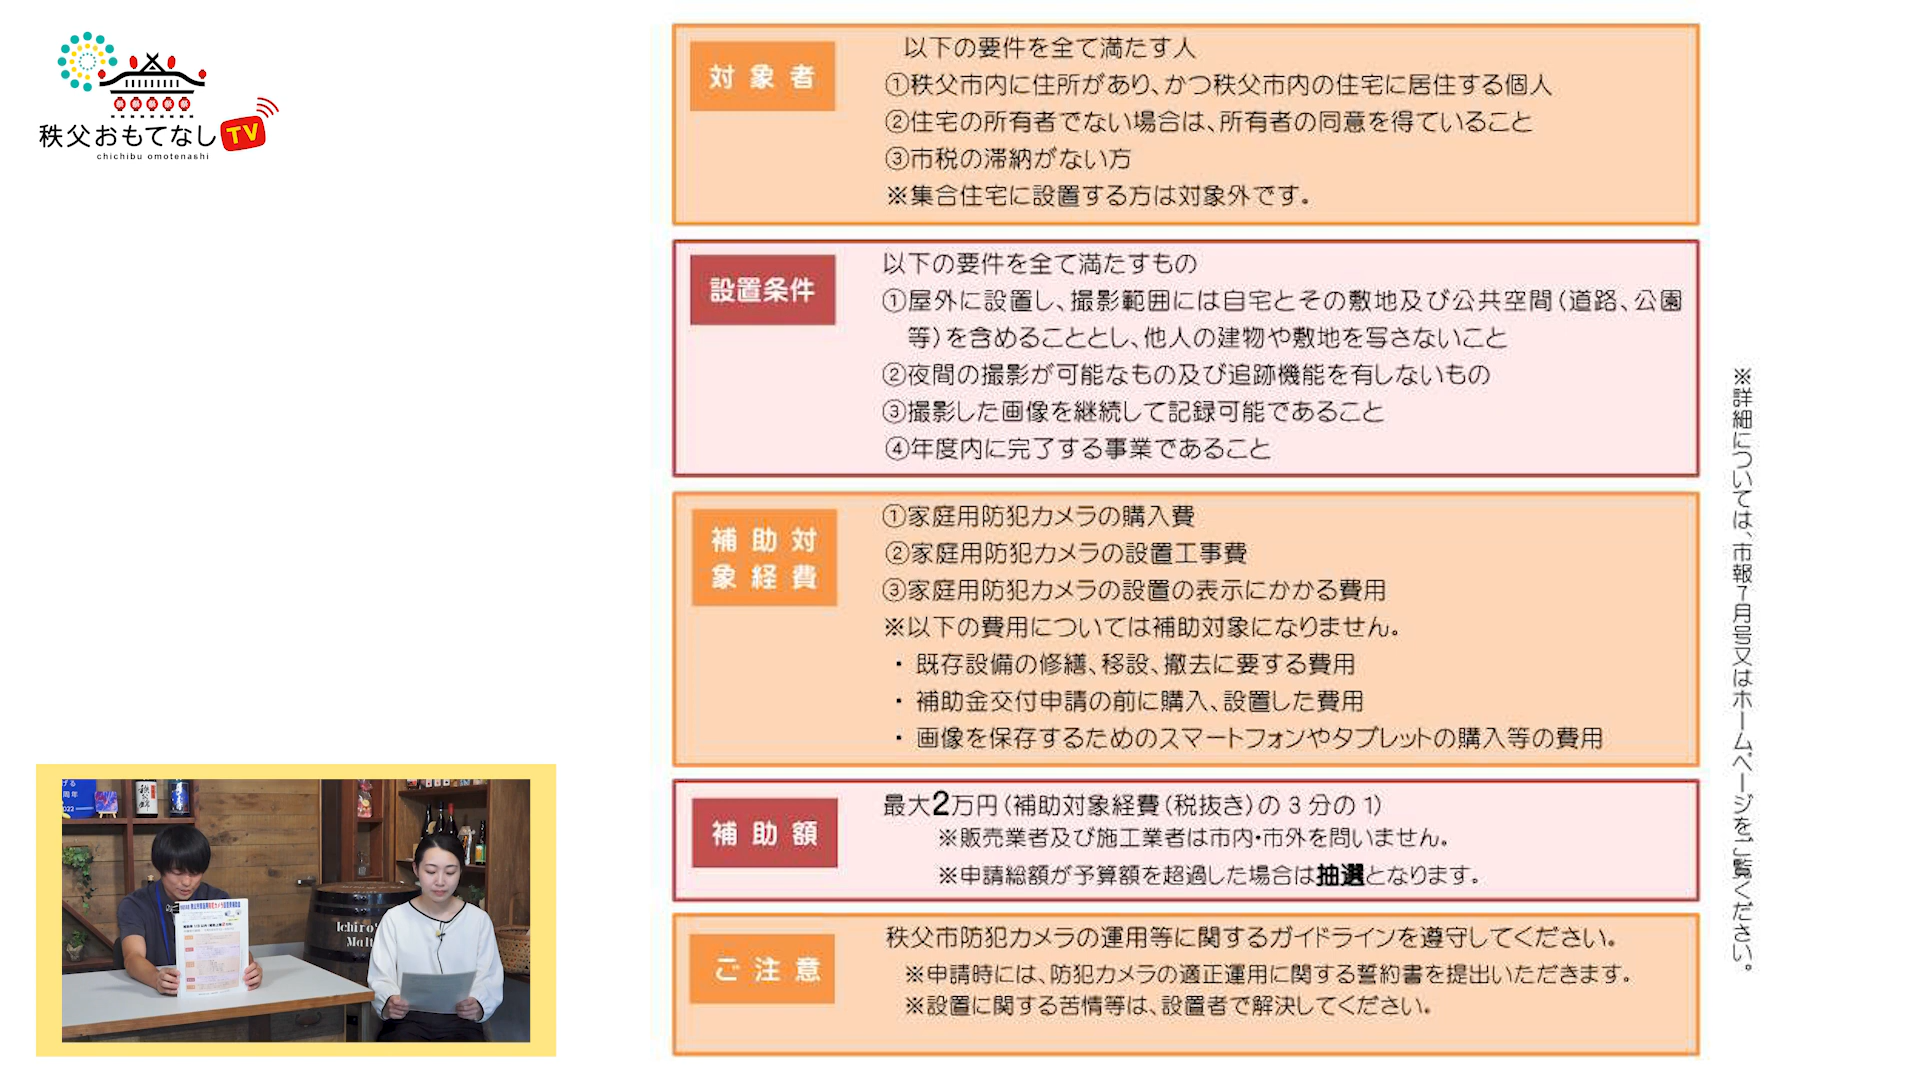 秩父おもてなしTV
chichibu omotenashi
対象者
以下の要件を全て満たす人
①秩父市内に住所があり、かつ秩父市内の住宅に居住する個人
②住宅の所有者でない場合は、所有者の同意を得ていること
③市税の滞納がない方
※集合住宅に設置する方は対象外です。
設置条件
以下の要件を全て満たすもの
①屋外に設置し、撮影範囲には自宅とその敷地及び公共空間(道路、公園
等)を含めることとし、他人の建物や敷地を写さないこと
②夜間の撮影が可能なもの及び追跡機能を有しないもの
③撮影した画像を継続して記録可能であること
④年度内に完了する事業であること
補助対
象経費
①家庭用防犯カメラの購入費
②家庭用防犯カメラの設置工事費
③家庭用防犯カメラの設置の表示にかかる費用
※以下の費用については補助対象になりません。
・ 既存設備の修繕、移設、撤去に要する費用
・ 補助金交付申請の前に購入、設置した費用
・ 画像を保存するためのスマートフォンやタブレットの購入等の費用
補助額
最大2万円(補助対象経費(税抜き)の3分の1)
※販売業者及び施工業者は市内・市外を問いません。
※申請総額が予算額を超過した場合は抽選となります。
ご注意
秩父市防犯カメラの運用等に関するガイドラインを遵守してください。
※申請時には、防犯カメラの適正運用に関する誓約書を提出いただきます。
※設置に関する苦情等は、設置者で解決してください。
※詳細については、市報7月号又はホームページをご覧ください。
Ichiro's
Malt